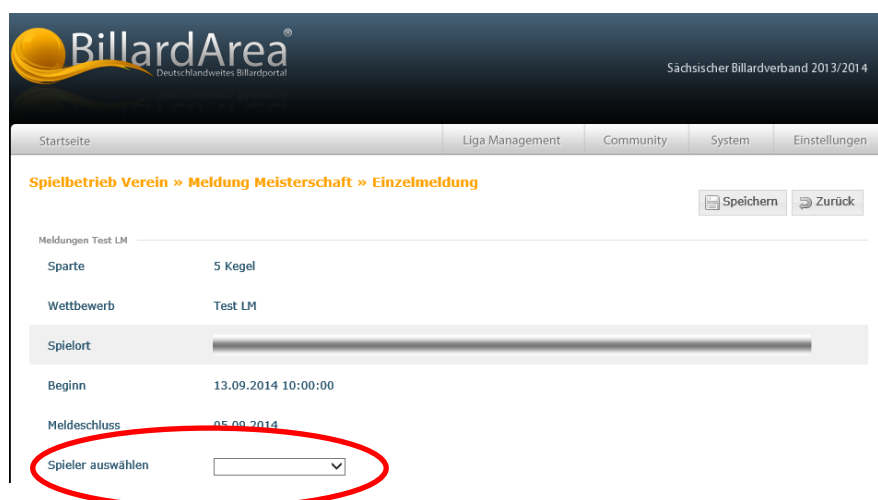 BillardArea®
Deutschlandweites Billardportal
Sächsischer Billardverband 2013/2014
Startseite Liga Management Community System Einstellungen
Spielbetrieb Verein » Meldung Meisterschaft » Einzelmeldung
Speichern Zurück
Meldungen Test LM
Sparte 5 Kegel
Wettbewerb Test LM
Spielort
Beginn 13.09.2014 10:00:00
Meldeschluss 05.09.2014
Spieler auswählen